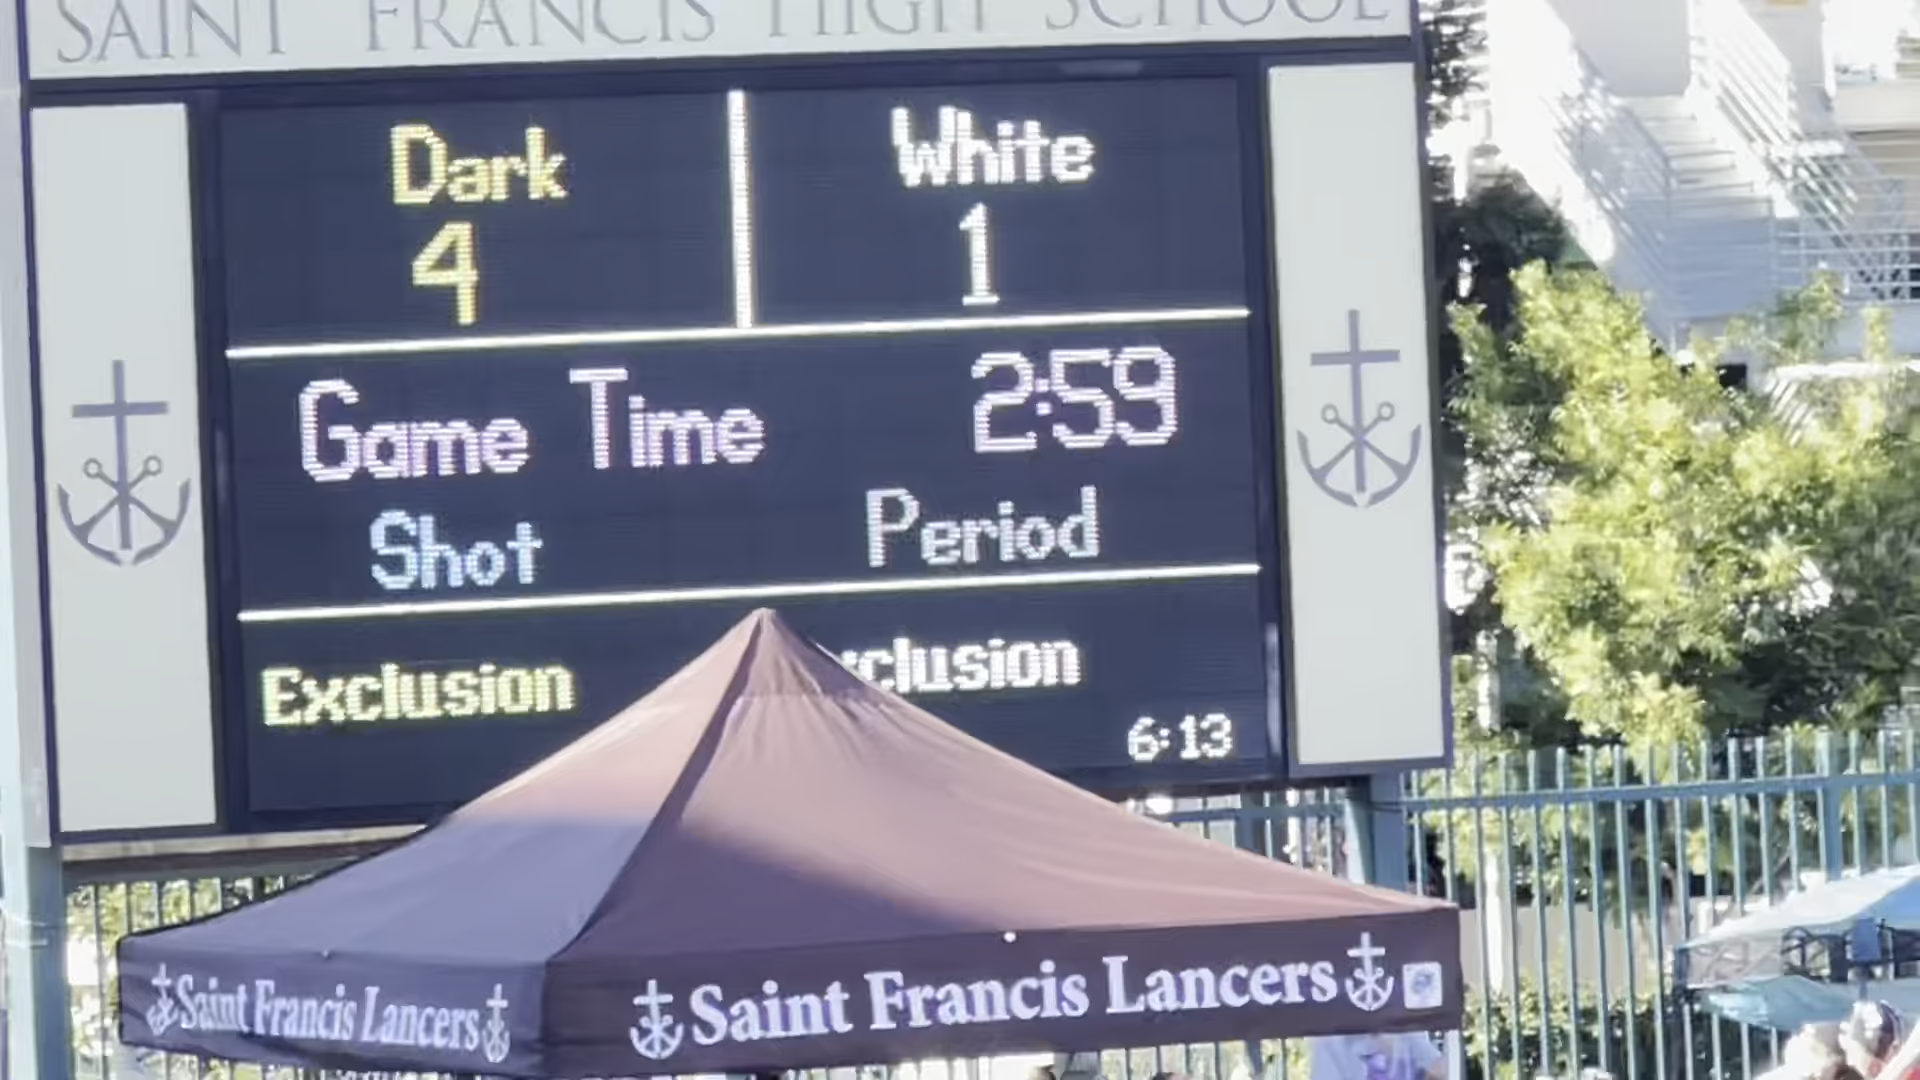 SAINT FRANCIS HIGH SCHOOL
Dark White
4 1
Game Time 2:59
Shot Period
Exclusion clusion
6:13
Saint Francis Lancers Saint Francis Lancers